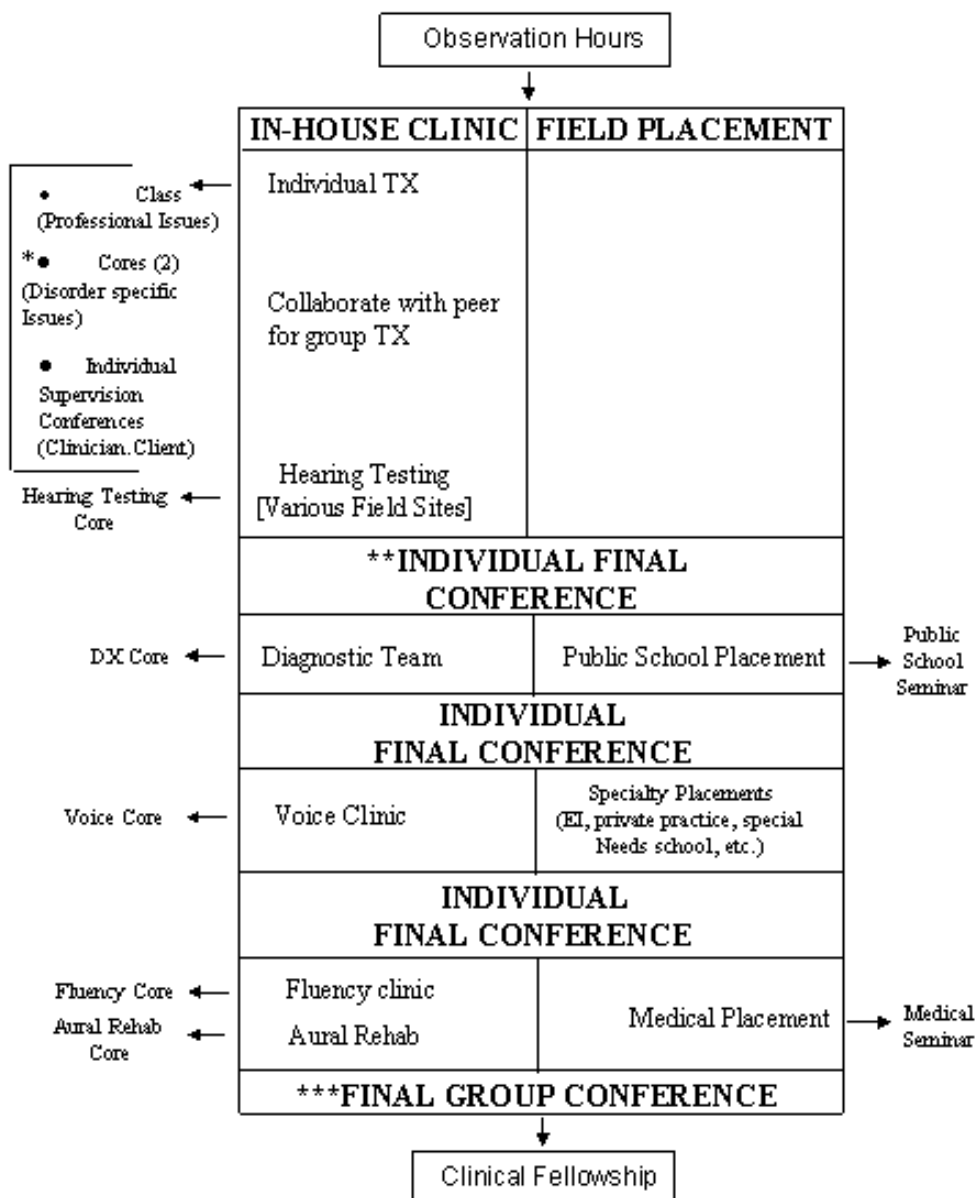 Observation Hours
IN-HOUSE CLINIC
FIELD PLACEMENT
• Class
(Professional Issues)
*● Cores (2)
(Disorder specific
Issues)
● Individual
Supervision
Conferences
(Clinician.Client)
Individual TX
Collaborate with peer
for group TX
Hearing Testing
Core
Hearing Testing
[Various Field Sites]
**INDIVIDUAL FINAL
CONFERENCE
DX Core
Diagnostic Team
Public School Placement
Public
School
Seminar
INDIVIDUAL
FINAL CONFERENCE
Voice Core
Voice Clinic
Specialty Placements
(EI, private practice, special
Needs school, etc.)
INDIVIDUAL
FINAL CONFERENCE
Fluency Core
Fluency clinic
Aural Rehab
Core
Aural Rehab
Medical Placement
Medical
Seminar
***FINAL GROUP CONFERENCE
Clinical Fellowship